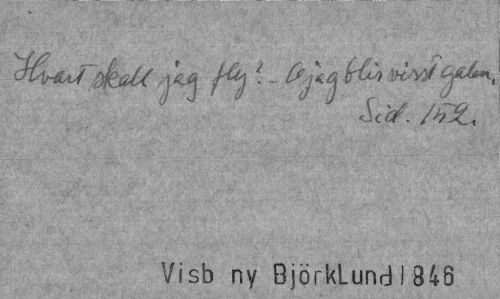 Hvart skall jag fly? - O jag blir visst galen.
Sid. 152.
Visb ny BjörkLund 1846